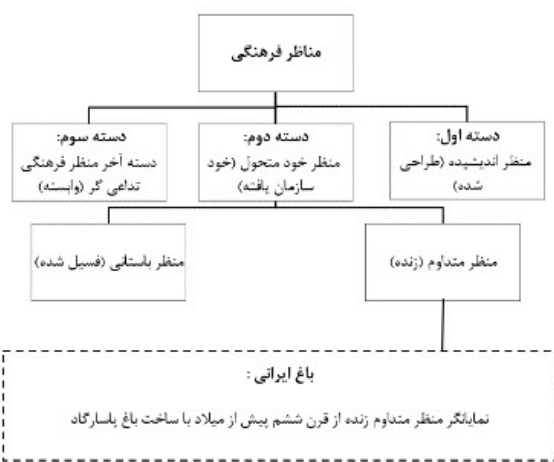 مناظر فرهنگی
دسته اول:
منظر اندیشیده (طراحی
شده)
دسته دوم:
منظر خود متحول (خود
سازمان یافته)
دسته سوم:
دسته آخر منظر فرهنگی
تداعی گر (وابسته)
منظر متداوم (زنده)
منظر باستانی (فسیل شده)
باغ ایرانی :
نمایانگر منظر متداوم زنده از قرن ششم پیش از میلاد با ساخت باغ پاسارگاد